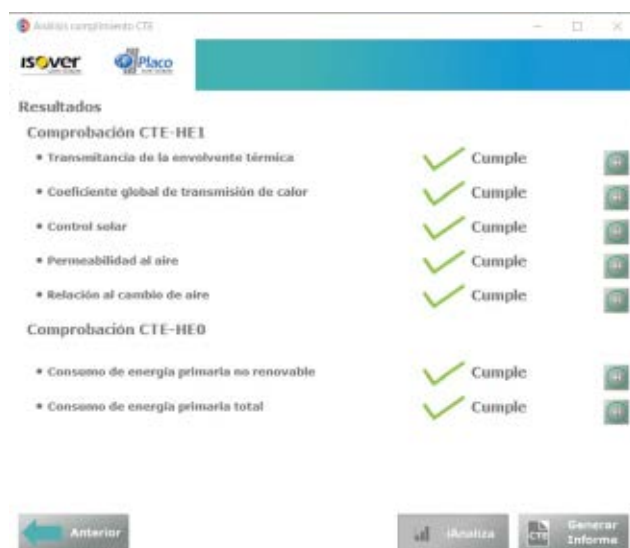 Análisis cumplimiento CTE
isover
Placo
Resultados
Comprobación CTE-HE1
• Transmitancia de la envolvente térmica Cumple
• Coeficiente global de transmisión de calor Cumple
• Control solar Cumple
• Permeabilidad al aire Cumple
• Relación al cambio de aire Cumple
Comprobación CTE-HE0
• Consumo de energía primaria no renovable Cumple
• Consumo de energía primaria total Cumple
Anterior
iAnaliza
CTE
Generar
Informe